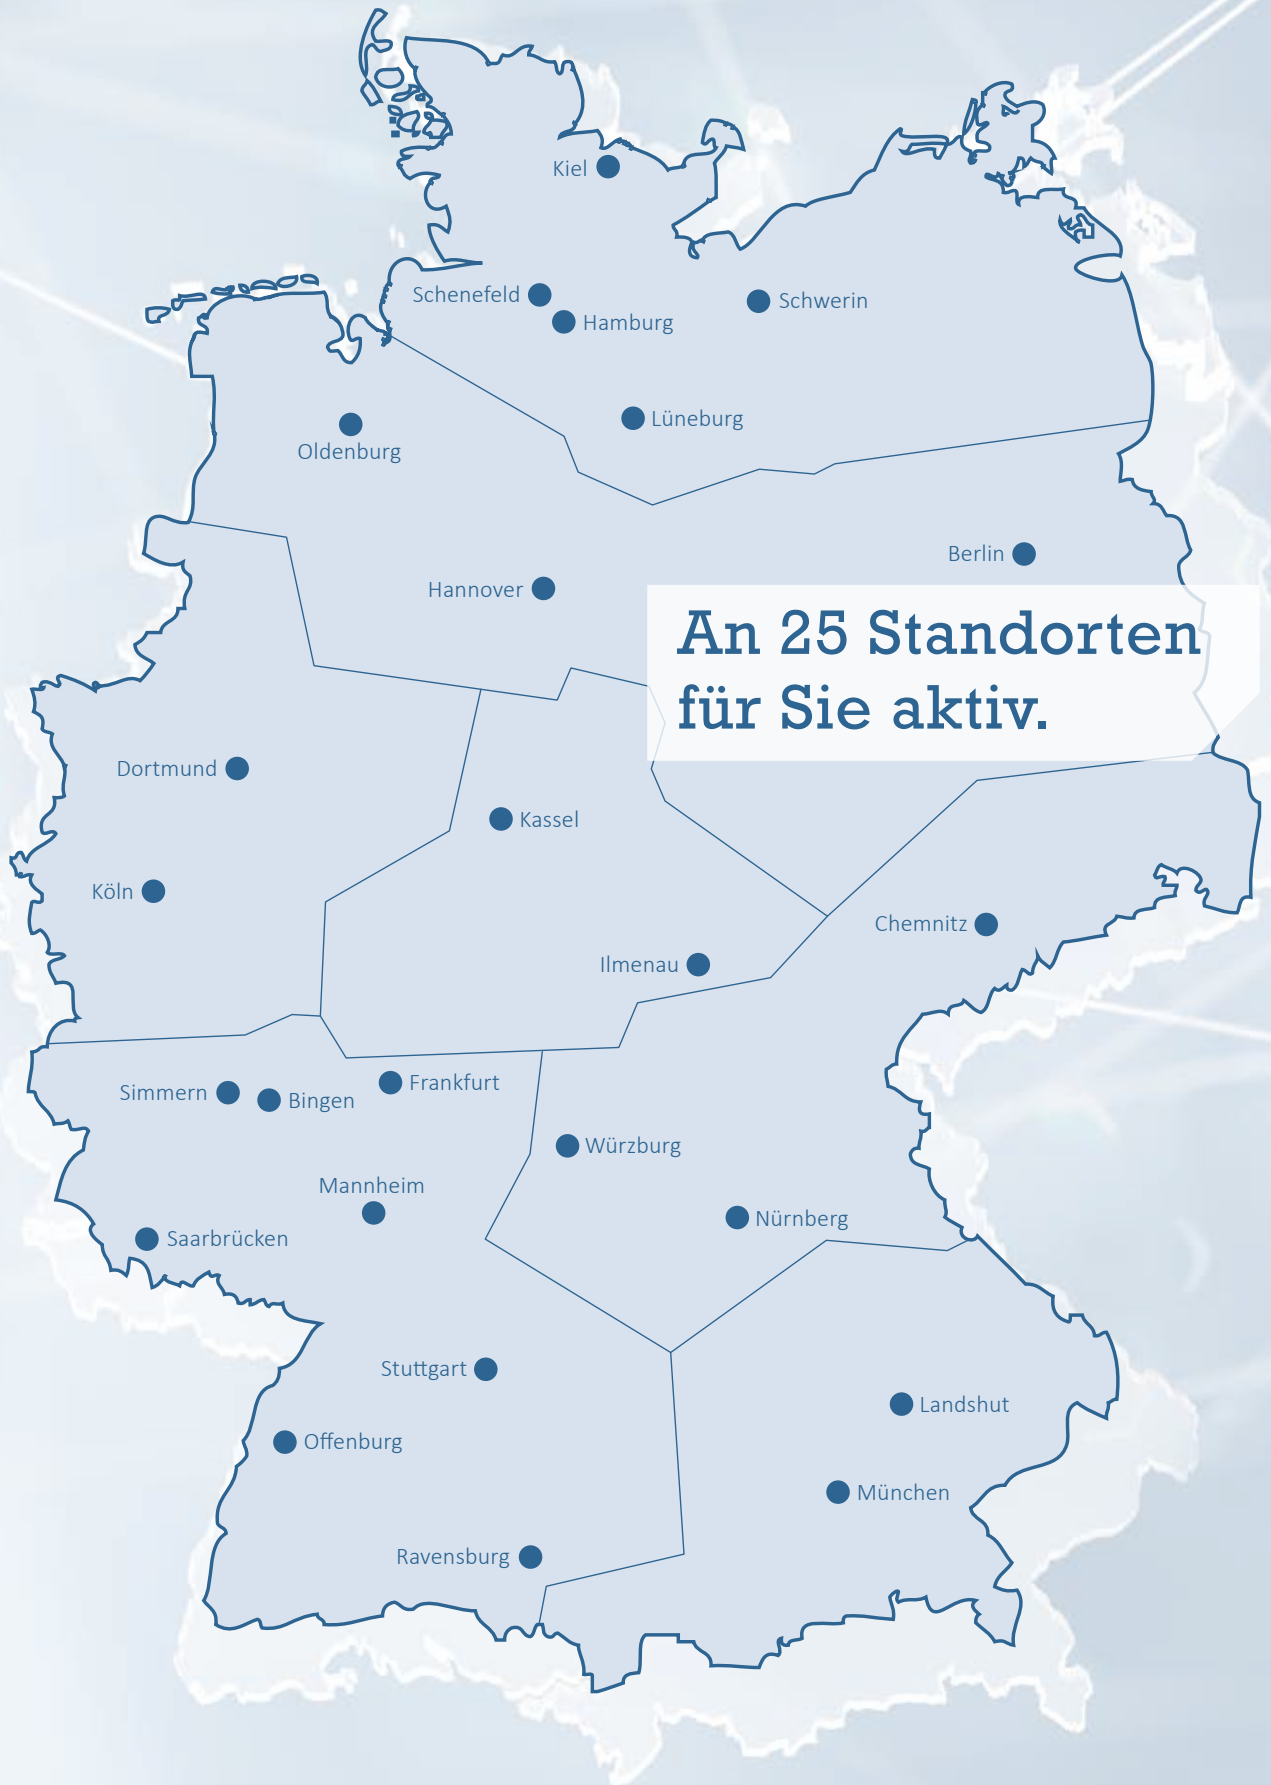 Kiel
Schenefeld
Schwerin
Hamburg
Lüneburg
Oldenburg
Berlin
Hannover
An 25 Standorten
für Sie aktiv.
Dortmund
Kassel
Köln
Chemnitz
Ilmenau
Frankfurt
Simmern
Bingen
Würzburg
Mannheim
Nürnberg
Saarbrücken
Stuttgart
Landshut
Offenburg
München
Ravensburg